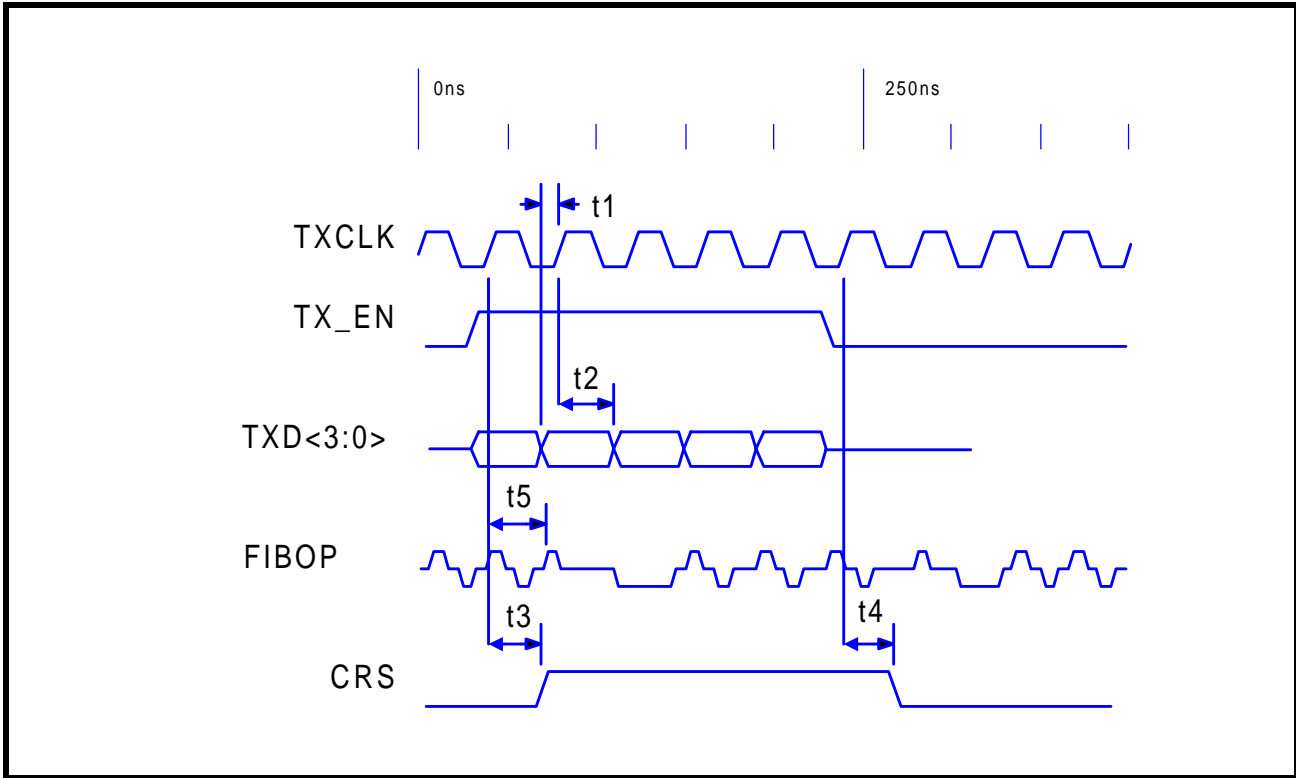 0ns 250ns
t1
TXCLK
TX_EN
t2
TXD<3:0>
t5
FIBOP
t3 t4
CRS